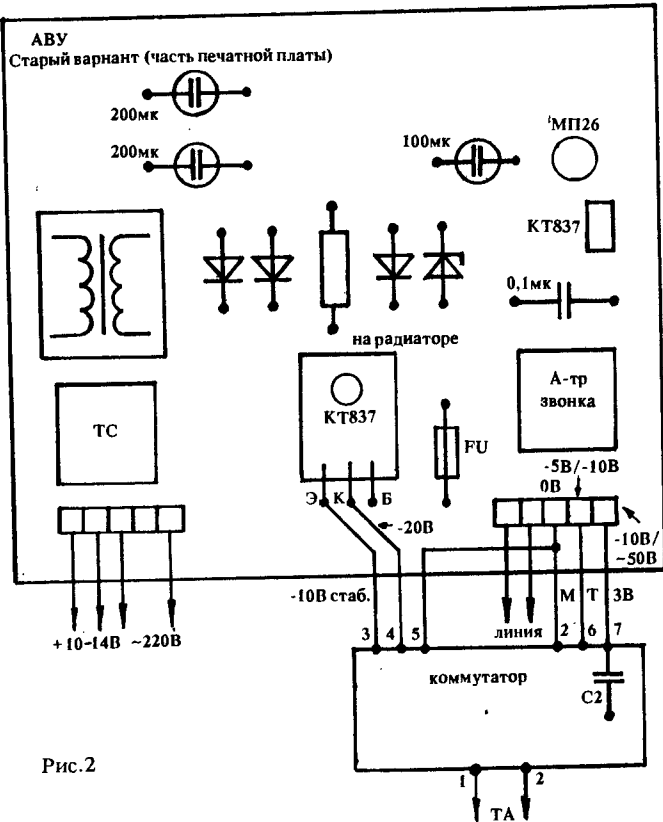 АВУ
Старый вариант (часть печатной платы)
200мк
200мк
100мк
МП26
КТ837
0,1мк
на радиаторе
КТ837
А-тр
звонка
ТС
FU
Э К Б
-5В/-10В
0В
-20В
-10В/
~50В
-10В стаб.
М Т ЗВ
+10-14В ~220В
линия
3 4 5 2 6 7
коммутатор
С2
Рис.2
1 2
ТА